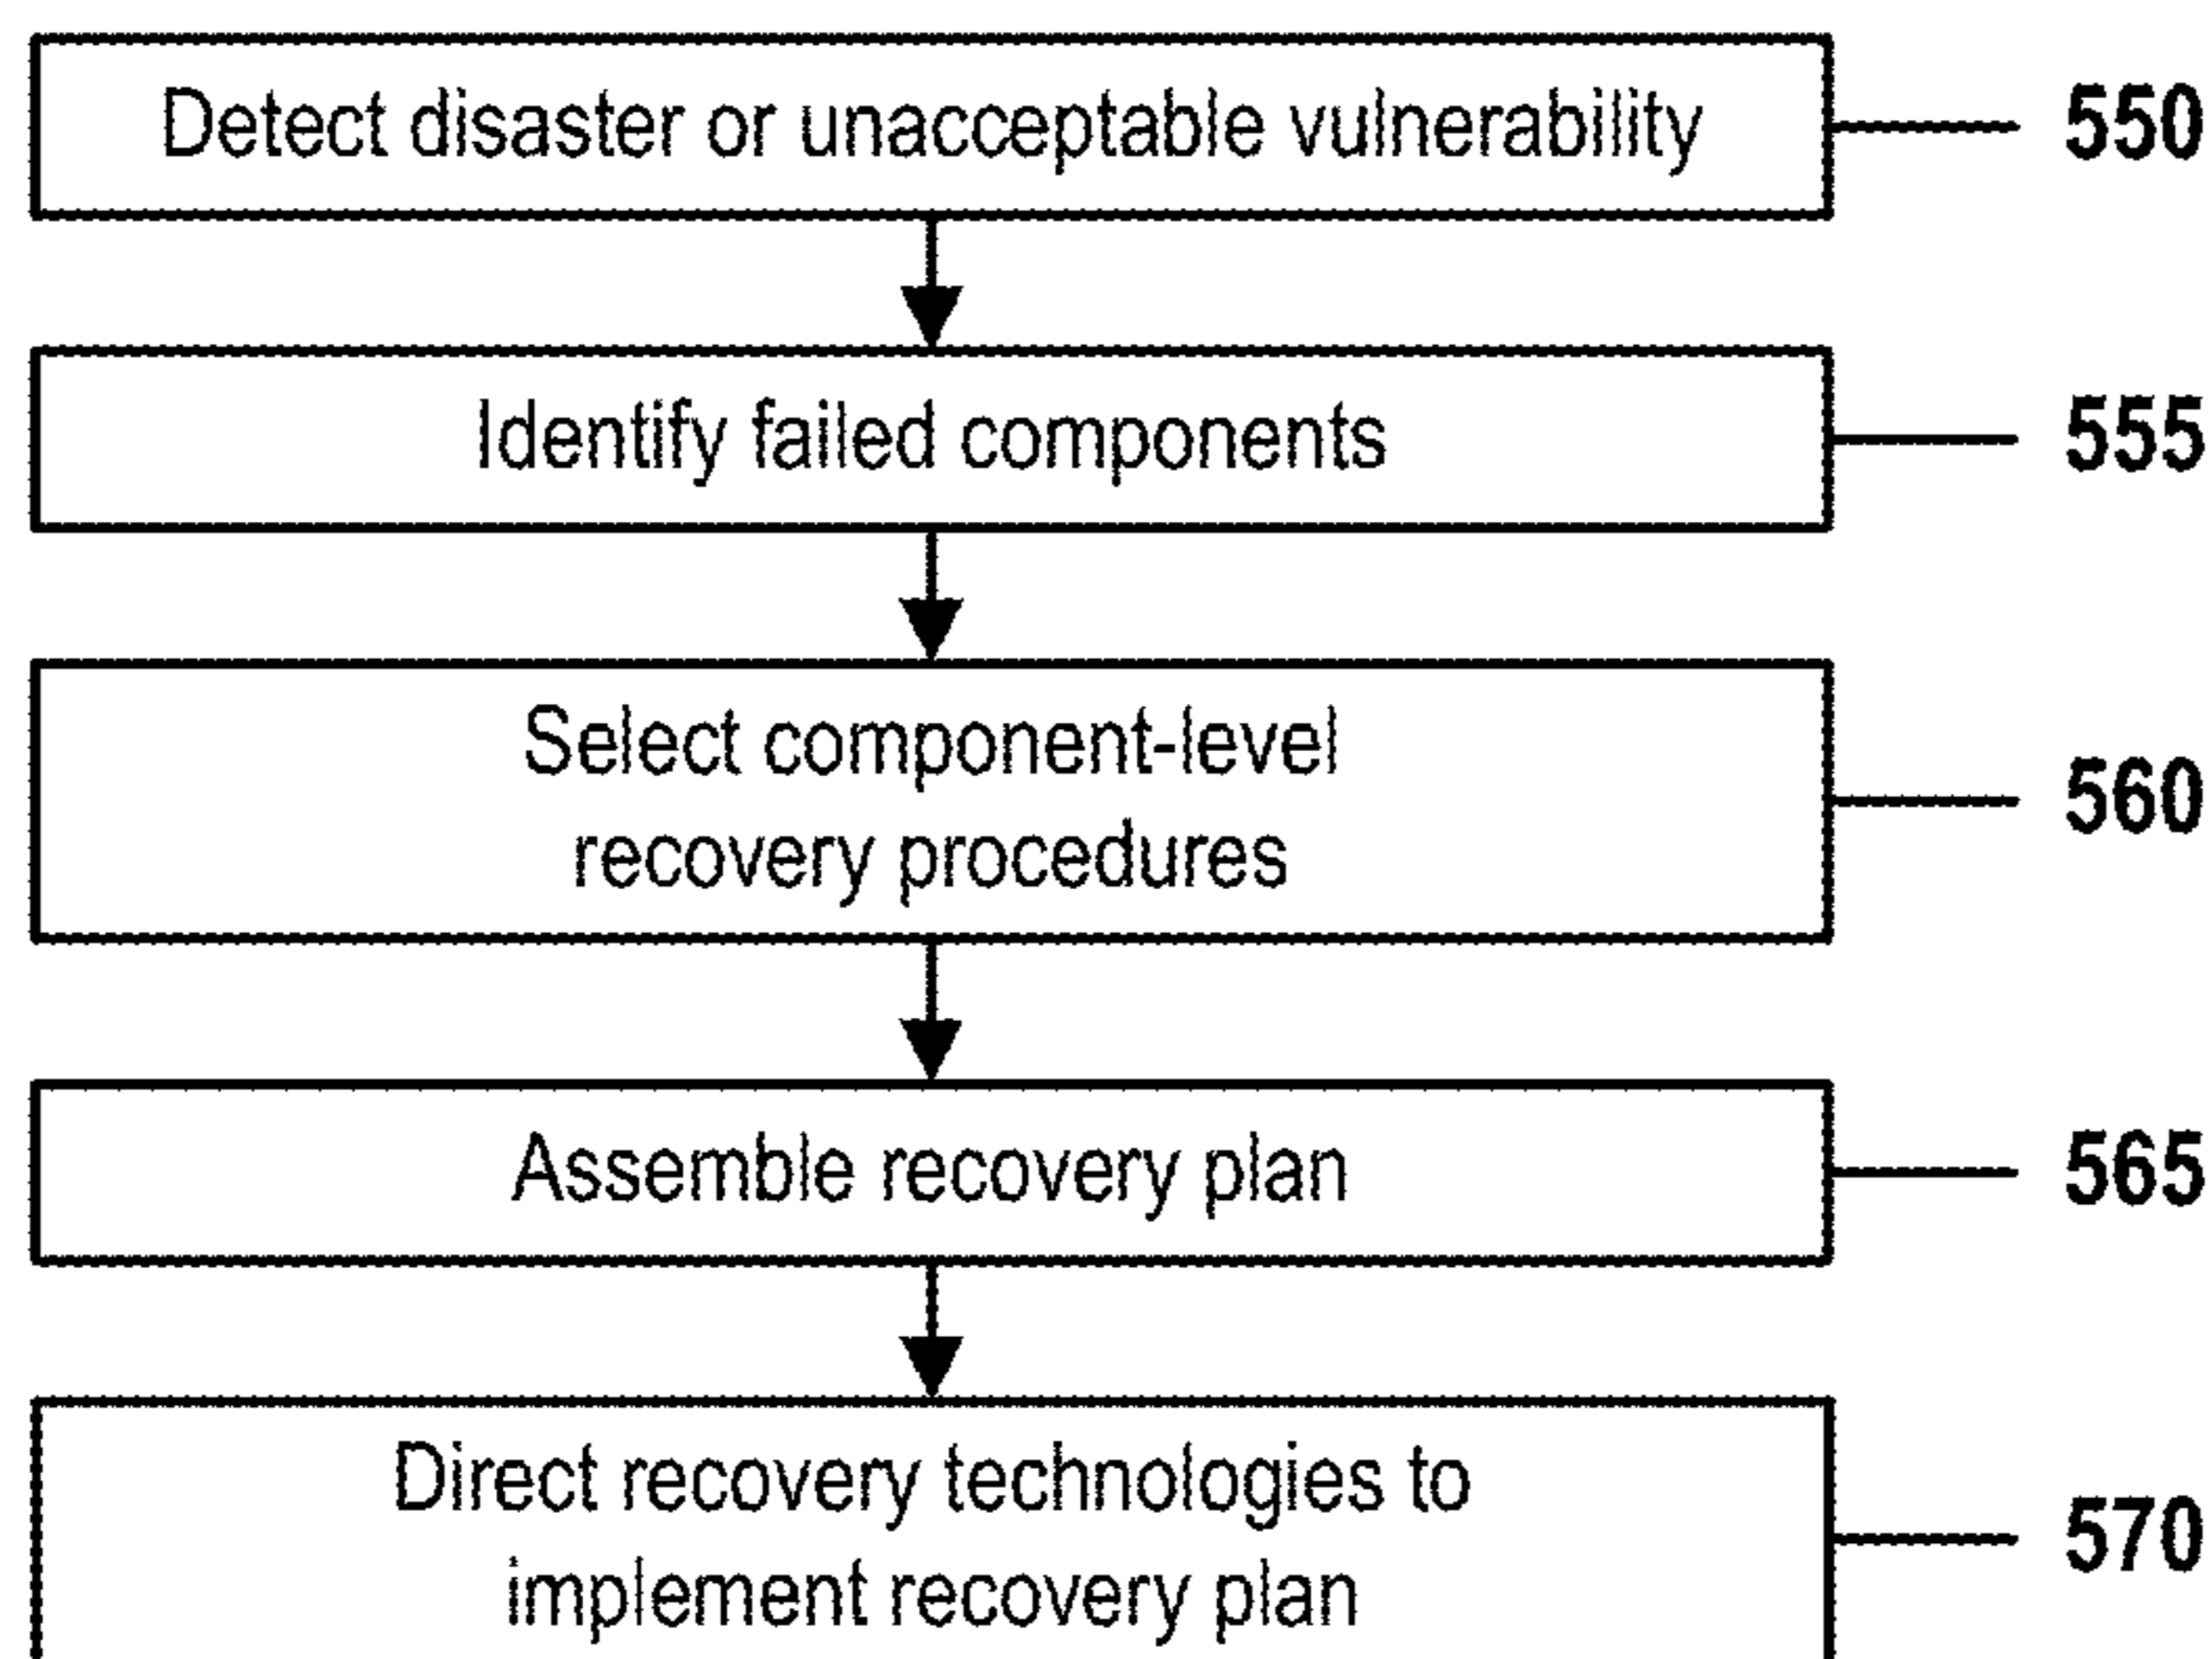 Detect disaster or unacceptable vulnerability
550
Identify failed components
555
Select component-level
recovery procedures
560
Assemble recovery plan
565
Direct recovery technologies to
implement recovery plan
570